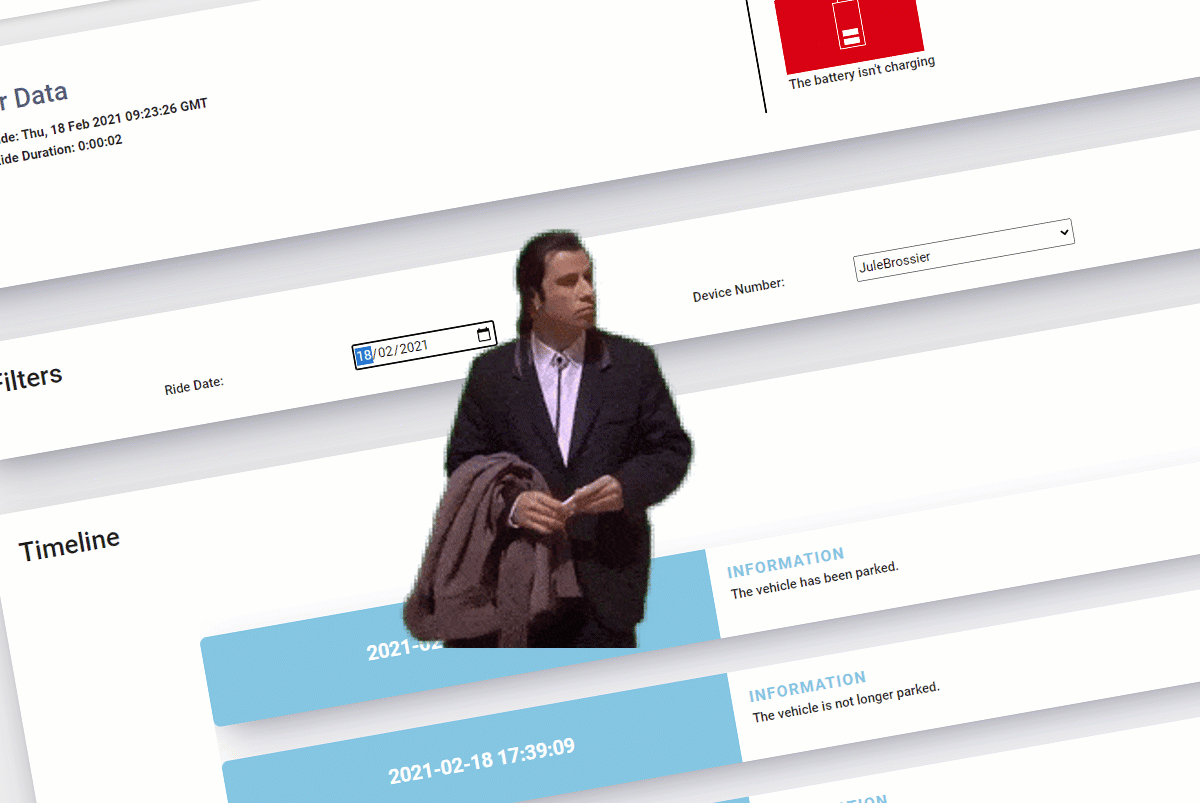 r Data
de: Thu, 18 Feb 2021 09:23:26 GMT
ide Duration: 0:00:02
The battery isn't charging
Filters
Ride Date:
18/02/2021
Device Number:
JuleBrossier
Timeline
2021-02
INFORMATION
The vehicle has been parked.
2021-02-18 17:39:09
INFORMATION
The vehicle is not longer parked.